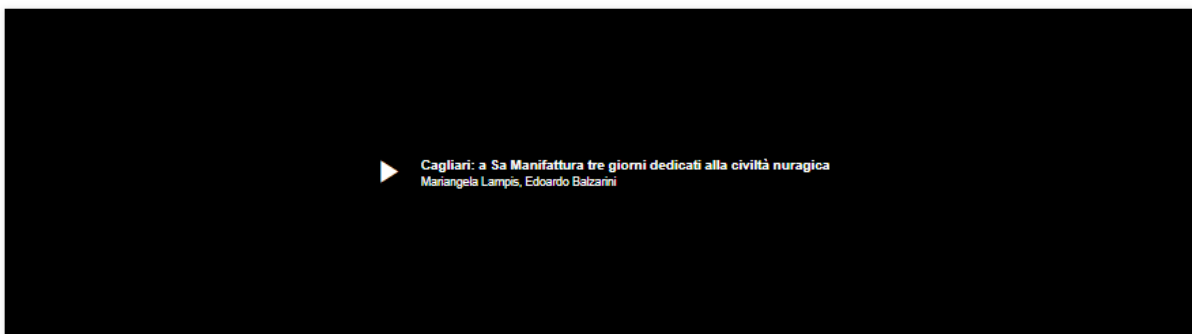 Cagliari: a Sa Manifattura tre giorni dedicati alla civiltà nuragica
Mariangela Lampis, Edoardo Balzarini